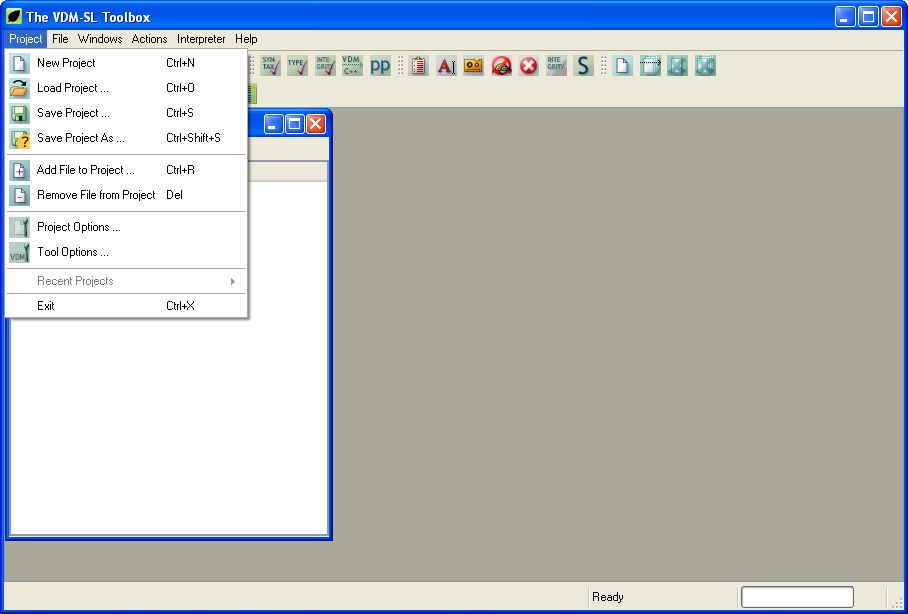 The VDM-SL Toolbox
Project File Windows Actions Interpreter Help
New Project Ctrl+N
Load Project ... Ctrl+O
Save Project ... Ctrl+S
Save Project As ... Ctrl+Shift+S
Add File to Project ... Ctrl+R
Remove File from Project Del
Project Options ...
Tool Options ...
Recent Projects
Exit Ctrl+X
SYN-
TAX
TYPE
INTE-
GRITY
VDM
C++
pp
A
INTE
GRITY
S
VDM
Ready